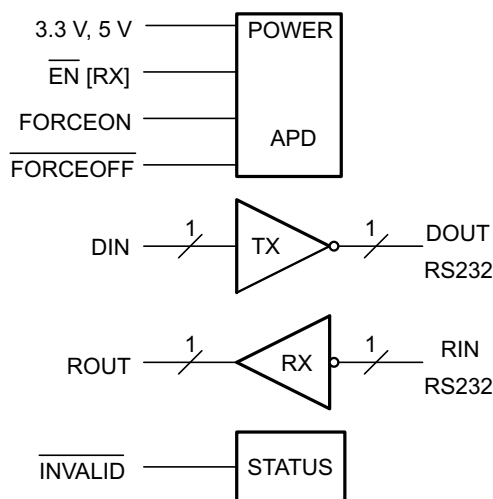 3.3 V, 5 V
POWER
EN [RX]
FORCEON
APD
FORCEOFF
DIN
1
TX
1
DOUT
RS232
ROUT
1
RX
1
RIN
RS232
INVALID
STATUS